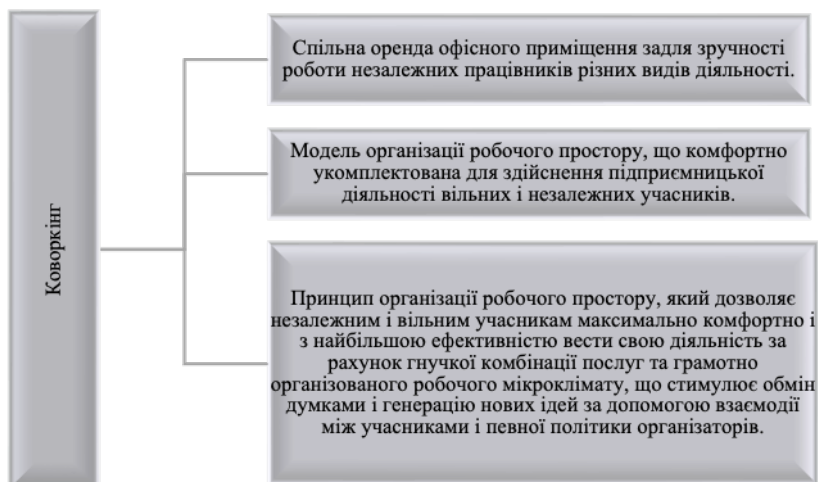 Коворкінг
Спільна оренда офісного приміщення задля зручності
роботи незалежних працівників різних видів діяльності.
Модель організації робочого простору, що комфортно
укомплектована для здійснення підприємницької
діяльності вільних і незалежних учасників.
Принцип організації робочого простору, який дозволяє
незалежним і вільним учасникам максимально комфортно і
з найбільшою ефективністю вести свою діяльність за
рахунок гнучкої комбінації послуг та грамотно
організованого робочого мікроклімату, що стимулює обмін
думками і генерацію нових ідей за допомогою взаємодії
між учасниками і певної політики організаторів.